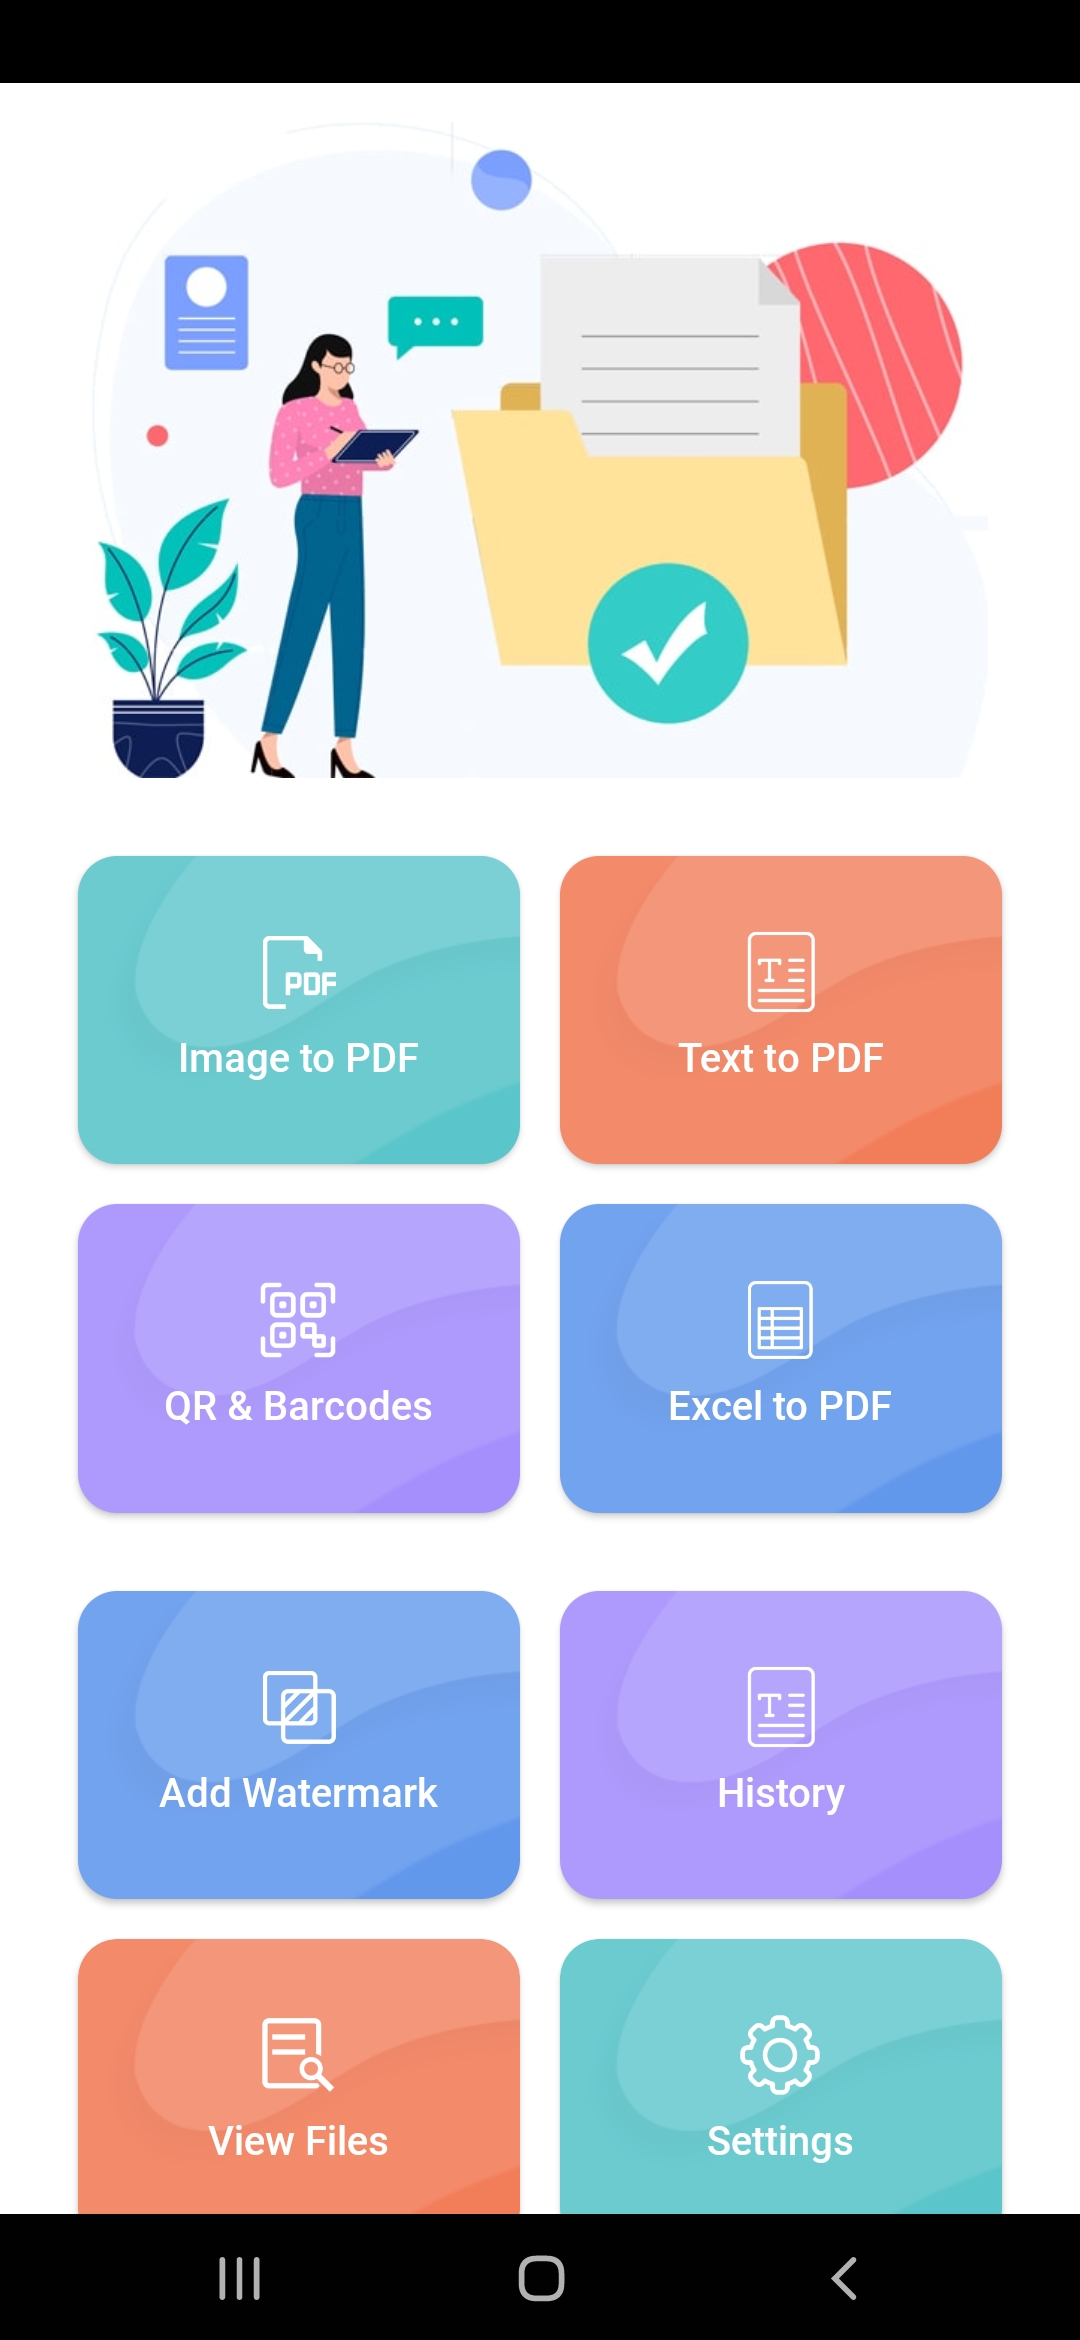 PDF
Image to PDF
T
Text to PDF
QR & Barcodes
Excel to PDF
Add Watermark
T
History
View Files
Settings